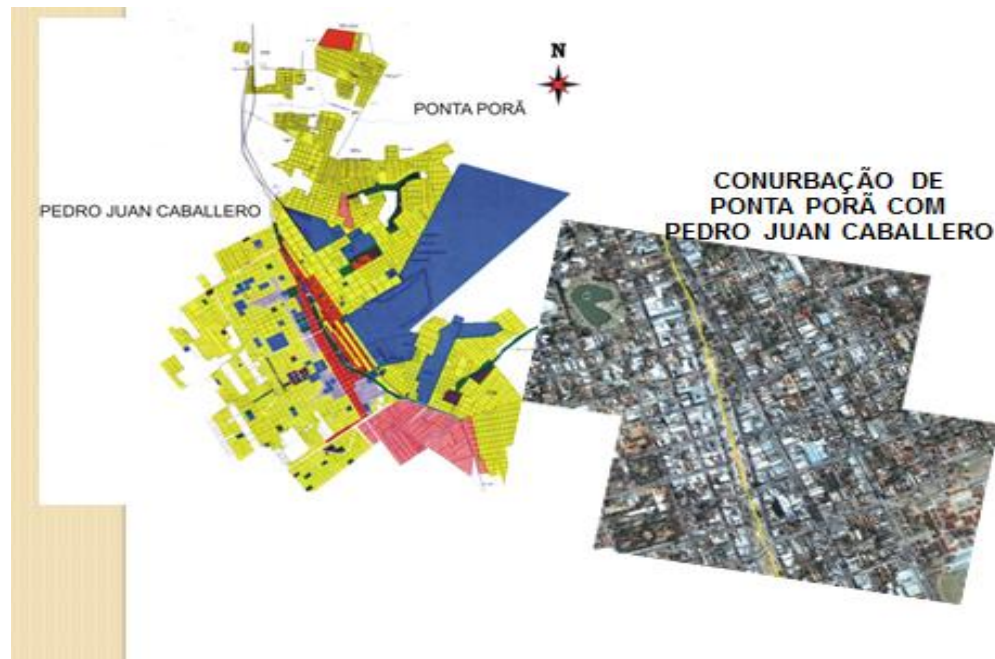 N
PONTA PORÃ
PEDRO JUAN CABALLERO
CONURBAÇÃO DE
PONTA PORÃ COM
PEDRO JUAN CABALLERO